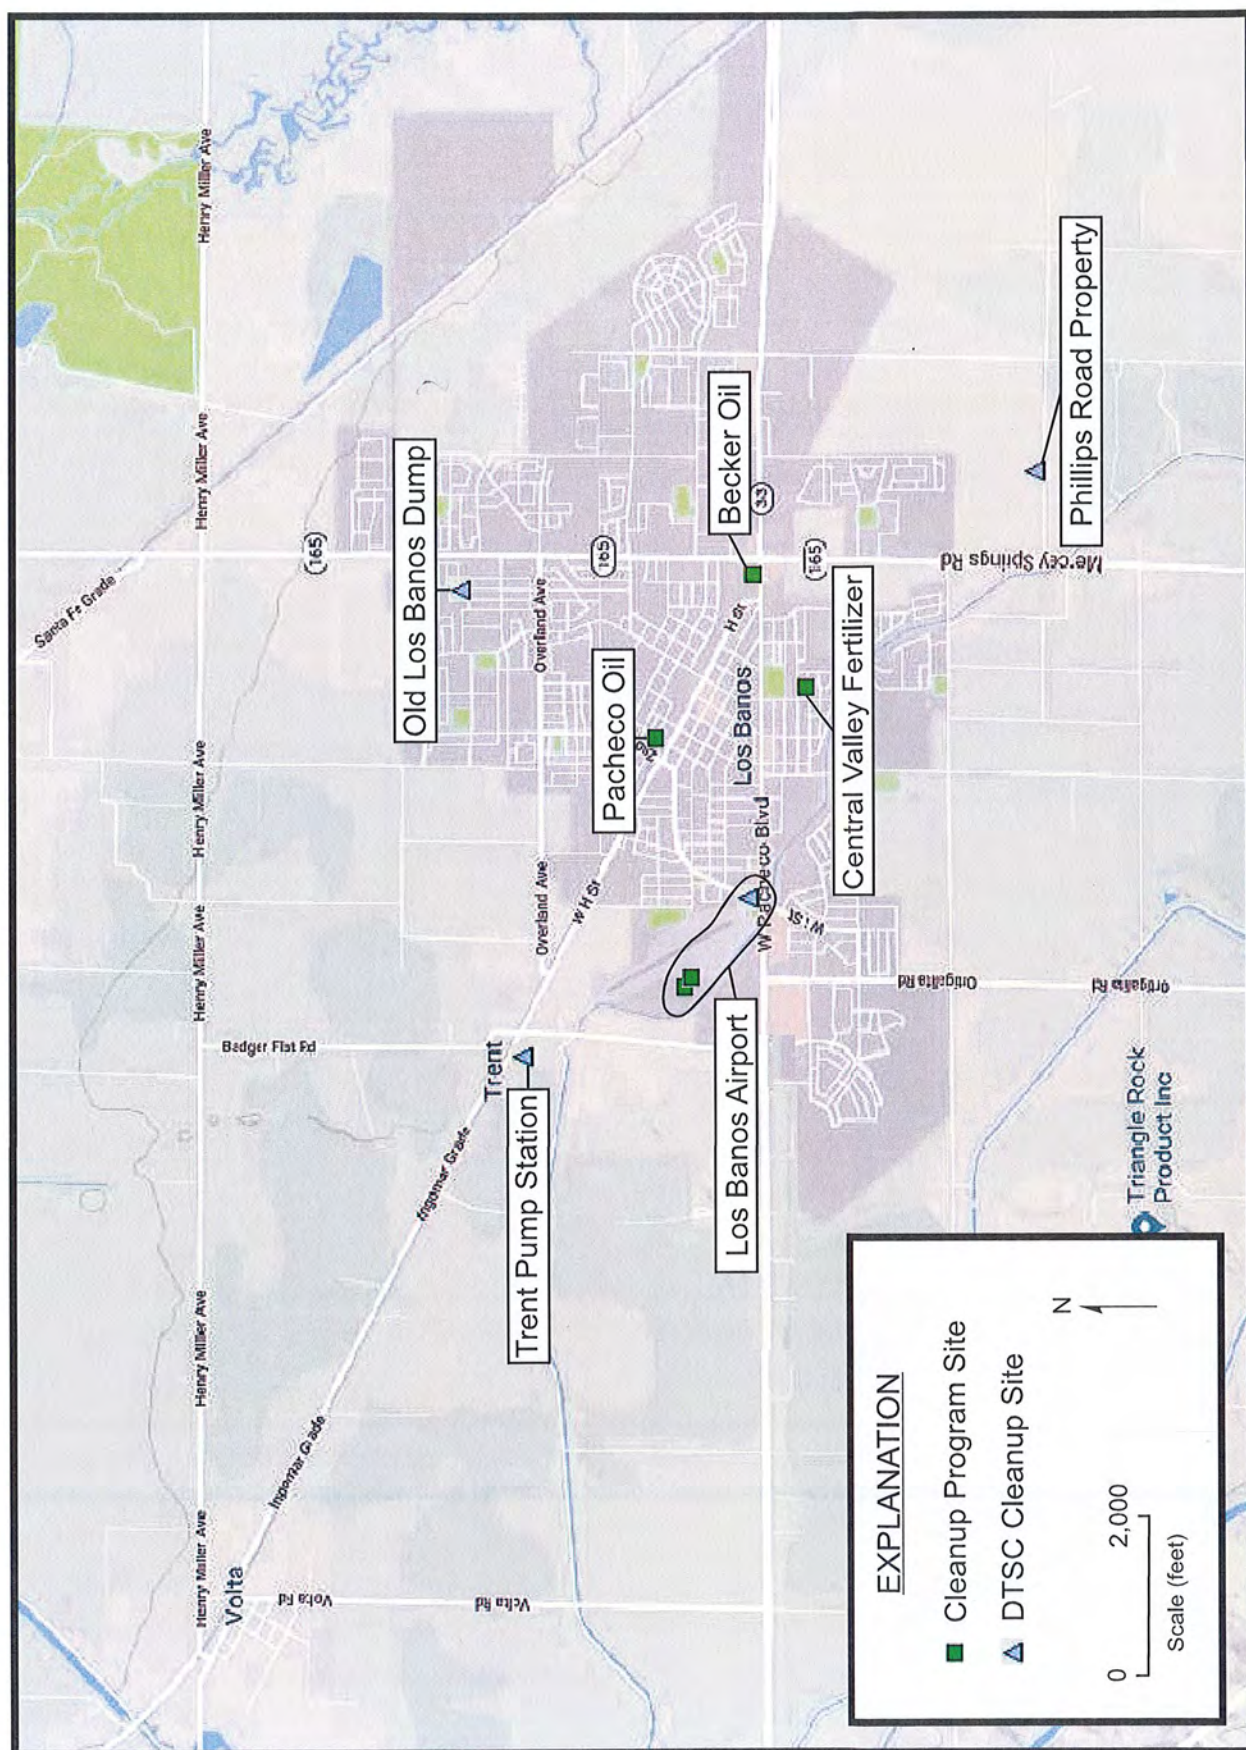 Henry Miller Ave
Henry Miller Ave
Henry Miller Ave
Henry Miller Ave
Henry Miller Ave
Henry Miller Ave
Henry Miller Ave
Santa Fe Grade
Volta
Volta Rd
Volta Rd
Ingomar Grade
Ingomar Grade
Badger Flat Rd
165
Old Los Banos Dump
Trent
Trent Pump Station
Overland Ave
Overland Ave
W H St
Pacheco Oil
165
Los Banos Airport
W Pacheco Blvd
Los Banos
H St
Becker Oil
33
W I St
165
Central Valley Fertilizer
Ortigalita Rd
Ortigalita Rd
Mercey Springs Rd
Phillips Road Property
Triangle Rock
Product Inc
EXPLANATION
Cleanup Program Site
DTSC Cleanup Site
N
0 2,000
Scale (feet)